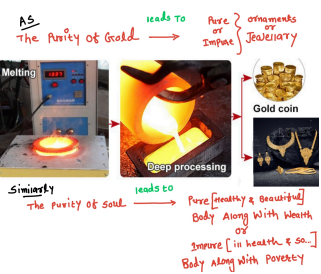 AS
The Purity of Gold leads To Pure or Impure ornaments or Jewellary
Melting
Deep processing
Gold coin
Similarly
The Purity of Soul leads to Pure [Healthy & Beautiful]
Body Along With Wealth
or
Impure [ill health & so...]
Body Along With Poverty